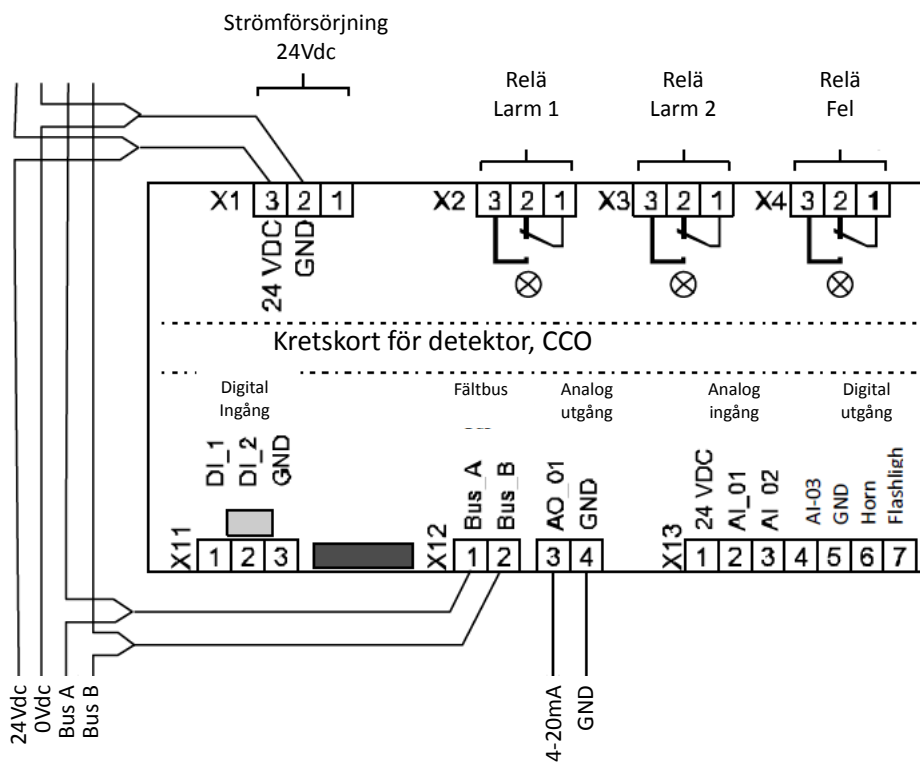 Strömförsörjning
24Vdc
Relä
Larm 1
Relä
Larm 2
Relä
Fel
X1 3 2 1
X2 3 2 1
X3 3 2 1
X4 3 2 1
24 VDC
GND
Kretskort för detektor, CCO
Digital
Ingång
Fältbus
Analog
utgång
Analog
ingång
Digital
utgång
DI_1
DI_2
GND
Bus_A
Bus_B
AO_01
GND
24 VDC
AI_01
AI_02
AI-03
GND
Horn
Flashligh
X11 1 2 3
X12 1 2 3 4
X13 1 2 3 4 5 6 7
24Vdc
0Vdc
Bus A
Bus B
4-20mA
GND